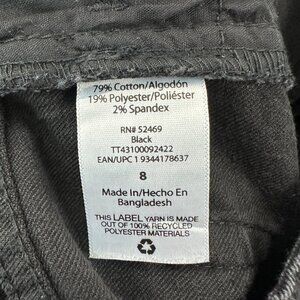 79% Cotton/Algodón
19% Polyester/Poliéster
2% Spandex
RN# 52469
Black
TT43100092422
EAN/UPC 1 9344178637
8
Made In/Hecho En
Bangladesh
THIS LABEL YARN IS MADE
OUT OF 100% RECYCLED
POLYESTER MATERIALS